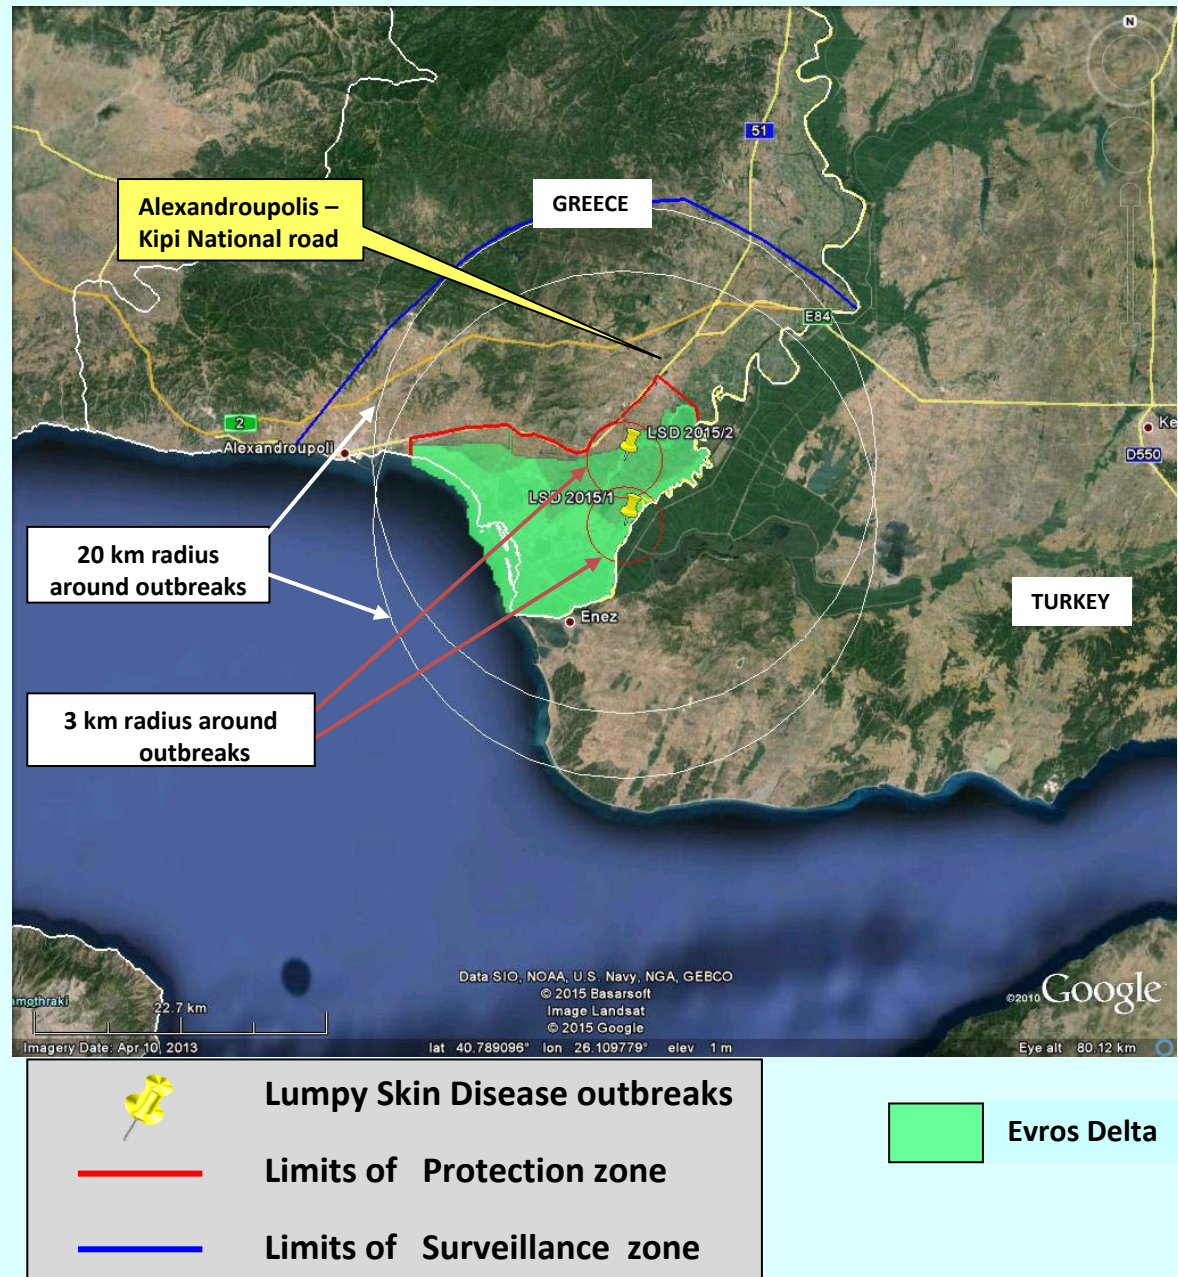 N
51
GREECE
Alexandroupolis –
Kipi National road
E84
2
Alexandroupoli
LSD 2015/2
Ke
D550
LSD 2015/1
20 km radius
around outbreaks
TURKEY
Enez
3 km radius around
outbreaks
Data SIO, NOAA, U.S. Navy, NGA, GEBCO
© 2015 Basarsoft
Image Landsat
© 2015 Google
©2010 Google
amothraki
22.7 km
Imagery Date: Apr 10, 2013
lat 40.789096° lon 26.109779° elev 1 m
Eye alt 80.12 km
Lumpy Skin Disease outbreaks
Limits of Protection zone
Limits of Surveillance zone
Evros Delta